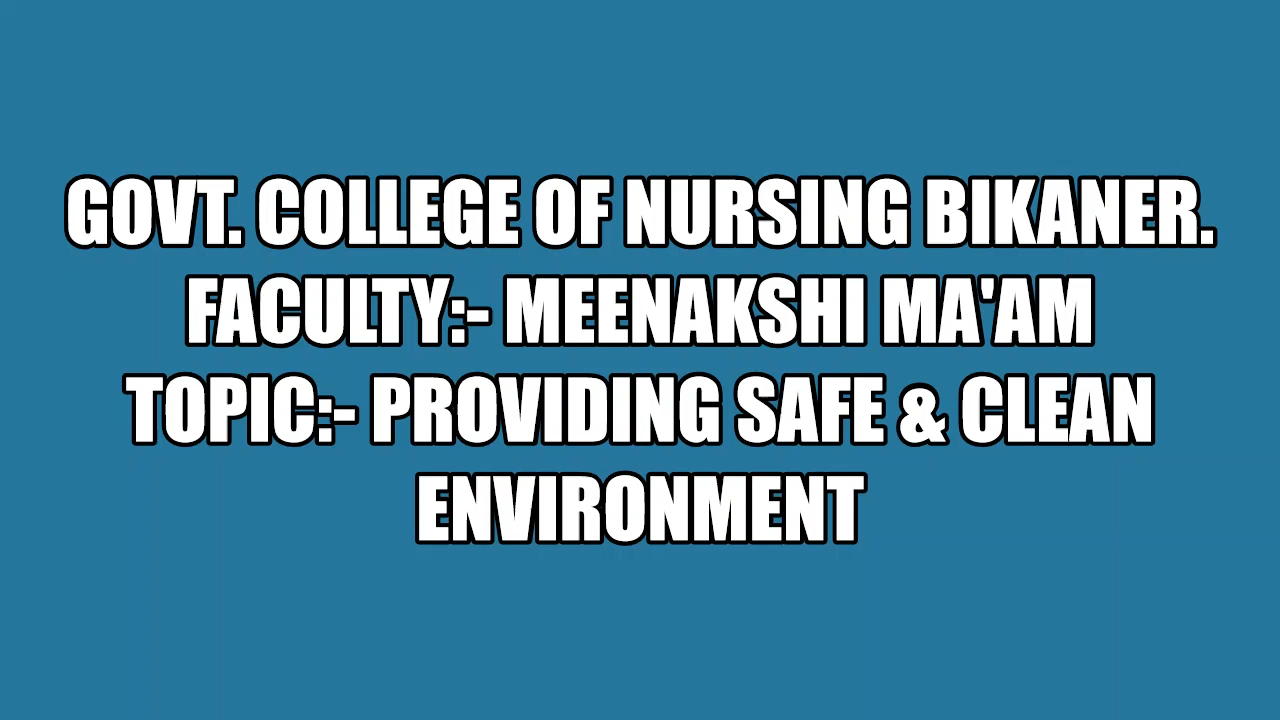 GOVT. COLLEGE OF NURSING BIKANER.
FACULTY:- MEENAKSHI MA'AM
TOPIC:- PROVIDING SAFE & CLEAN
ENVIRONMENT